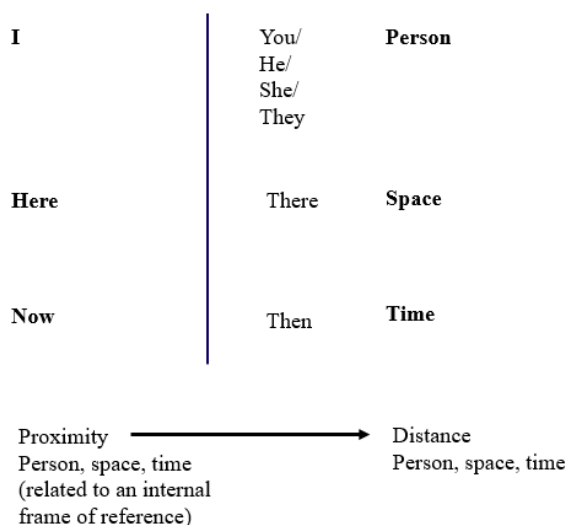 I You/ Person
He/
She/
They
Here There Space
Now Then Time
Proximity Distance
Person, space, time Person, space, time
(related to an internal
frame of reference)